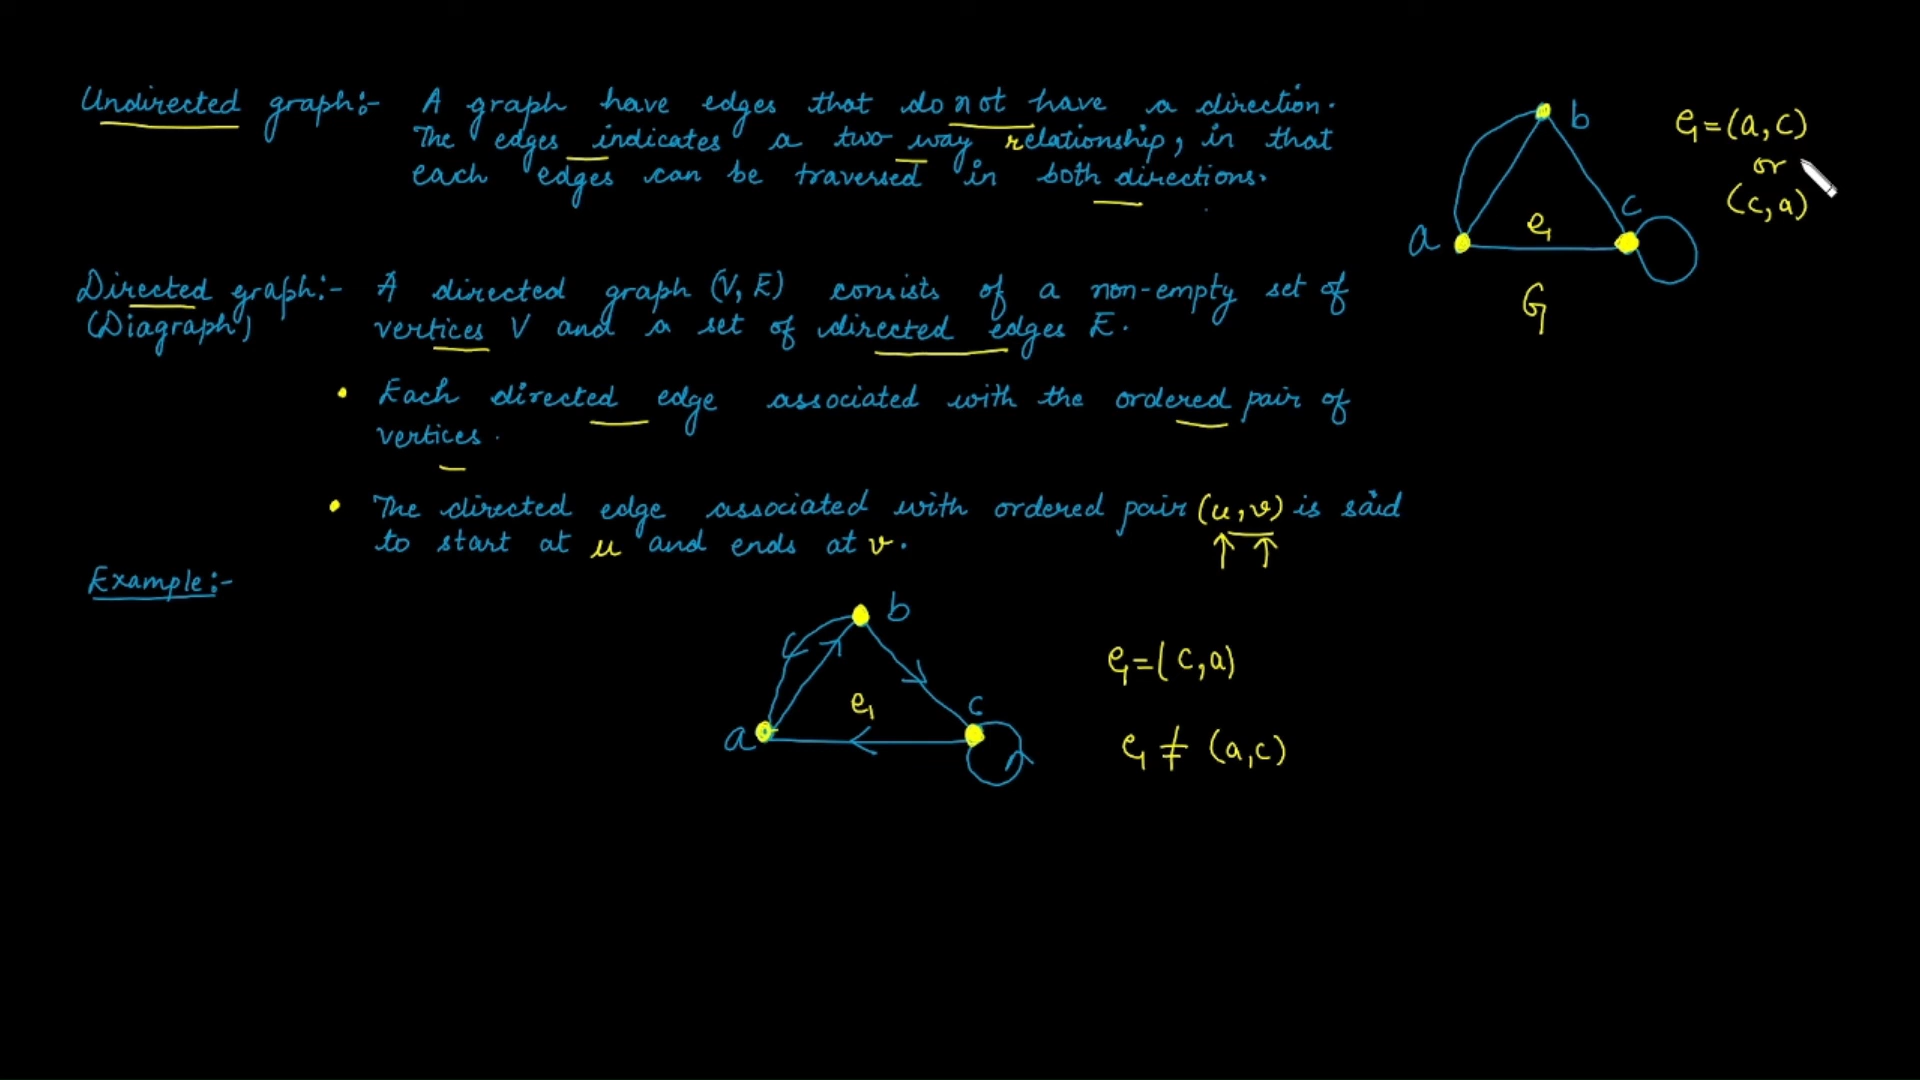 Undirected graph:- A graph have edges that do not have a direction.
The edges indicates a two way relationship, in that
each edges can be traversed in both directions.
b
e₁=(a,c)
or
(c,a)
c
e₁
a
G
Directed graph:- A directed graph (V, E) consists of a non-empty set of
(Diagraph) vertices V and a set of directed edges E.
• Each directed edge associated with the ordered pair of
vertices.
• The directed edge associated with ordered pair (u,v) is said
to start at u and ends at v.
Example:-
b
e₁=(c,a)
c
e₁
a
e₁ ≠ (a,c)